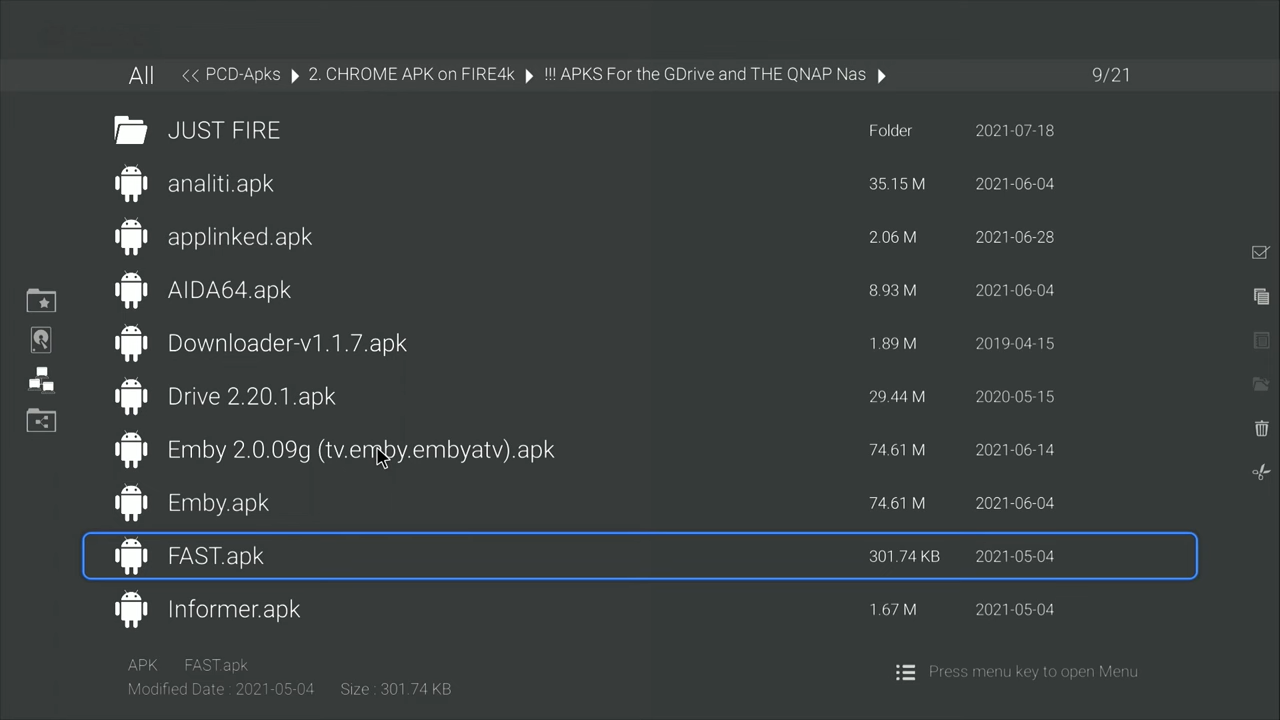 All << PCD-Apks ▶ 2. CHROME APK on FIRE4k ▶ !!! APKS For the GDrive and THE QNAP Nas ▶ 9/21
JUST FIRE Folder 2021-07-18
analiti.apk 35.15 M 2021-06-04
applinked.apk 2.06 M 2021-06-28
AIDA64.apk 8.93 M 2021-06-04
Downloader-v1.1.7.apk 1.89 M 2019-04-15
Drive 2.20.1.apk 29.44 M 2020-05-15
Emby 2.0.09g (tv.emby.embyatv).apk 74.61 M 2021-06-14
Emby.apk 74.61 M 2021-06-04
FAST.apk 301.74 KB 2021-05-04
Informer.apk 1.67 M 2021-05-04
APK FAST.apk
Modified Date : 2021-05-04 Size : 301.74 KB
Press menu key to open Menu